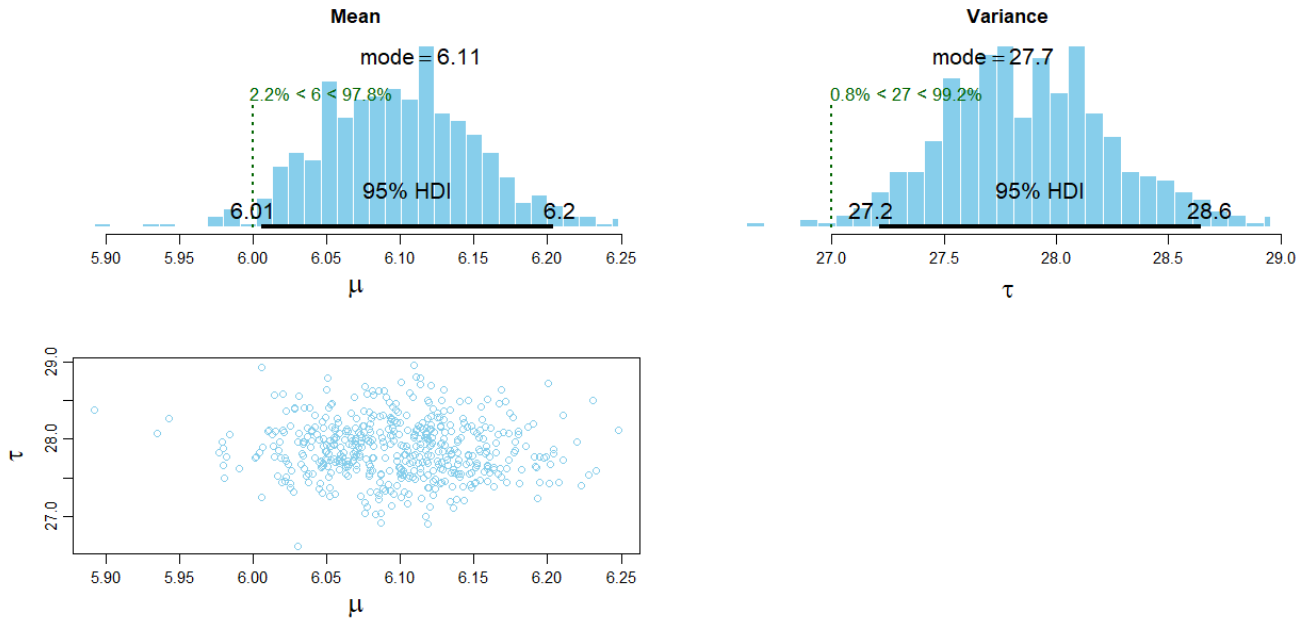 Mean
mode = 6.11
2.2% < 6 < 97.8%
95% HDI
6.01 6.2
5.90 5.95 6.00 6.05 6.10 6.15 6.20 6.25
μ
Variance
mode = 27.7
0.8% < 27 < 99.2%
95% HDI
27.2 28.6
27.0 27.5 28.0 28.5 29.0
τ
29.0
28.0
27.0
τ
5.90 5.95 6.00 6.05 6.10 6.15 6.20 6.25
μ